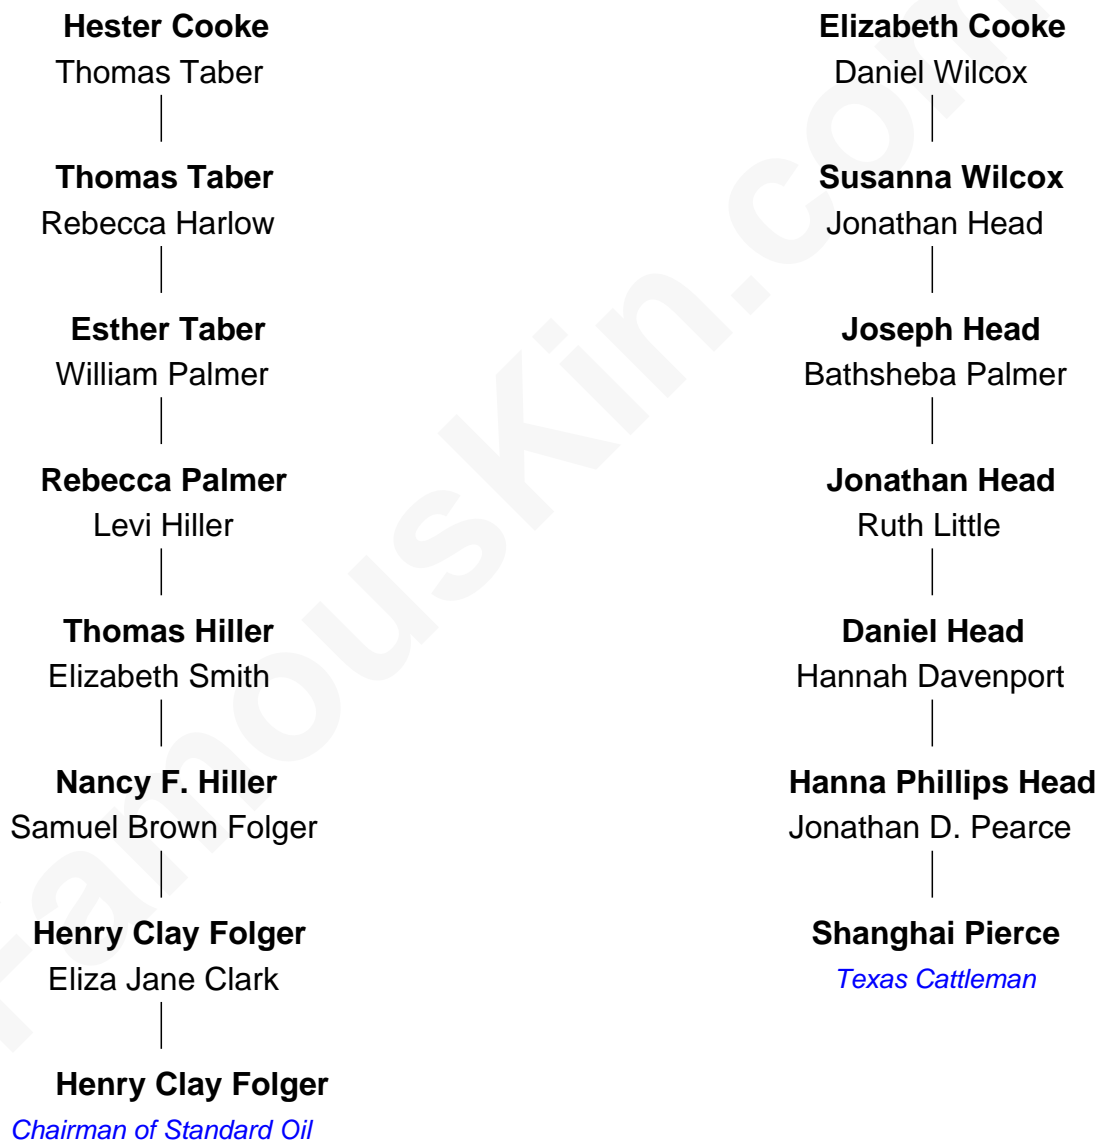 Hester Cooke
Thomas Taber
Thomas Taber
Rebecca Harlow
Esther Taber
William Palmer
Rebecca Palmer
Levi Hiller
Thomas Hiller
Elizabeth Smith
Nancy F. Hiller
Samuel Brown Folger
Henry Clay Folger
Eliza Jane Clark
Henry Clay Folger
Chairman of Standard Oil
Elizabeth Cooke
Daniel Wilcox
Susanna Wilcox
Jonathan Head
Joseph Head
Bathsheba Palmer
Jonathan Head
Ruth Little
Daniel Head
Hannah Davenport
Hanna Phillips Head
Jonathan D. Pearce
Shanghai Pierce
Texas Cattleman
FamousKin.com